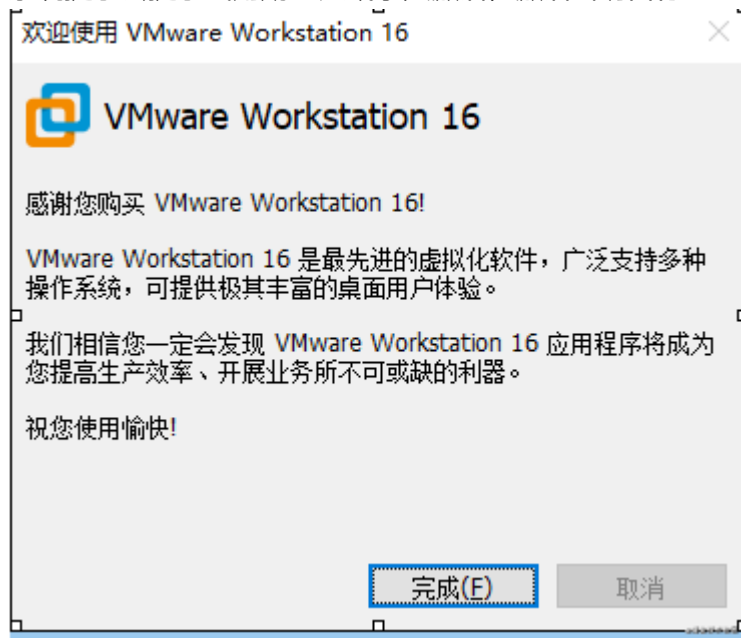 欢迎使用 VMware Workstation 16
VMware Workstation 16
感谢您购买 VMware Workstation 16!
VMware Workstation 16 是最先进的虚拟化软件，广泛支持多种
操作系统，可提供极其丰富的桌面用户体验。
我们相信您一定会发现 VMware Workstation 16 应用程序将成为
您提高生产效率、开展业务所不可或缺的利器。
祝您使用愉快!
完成(F) 取消